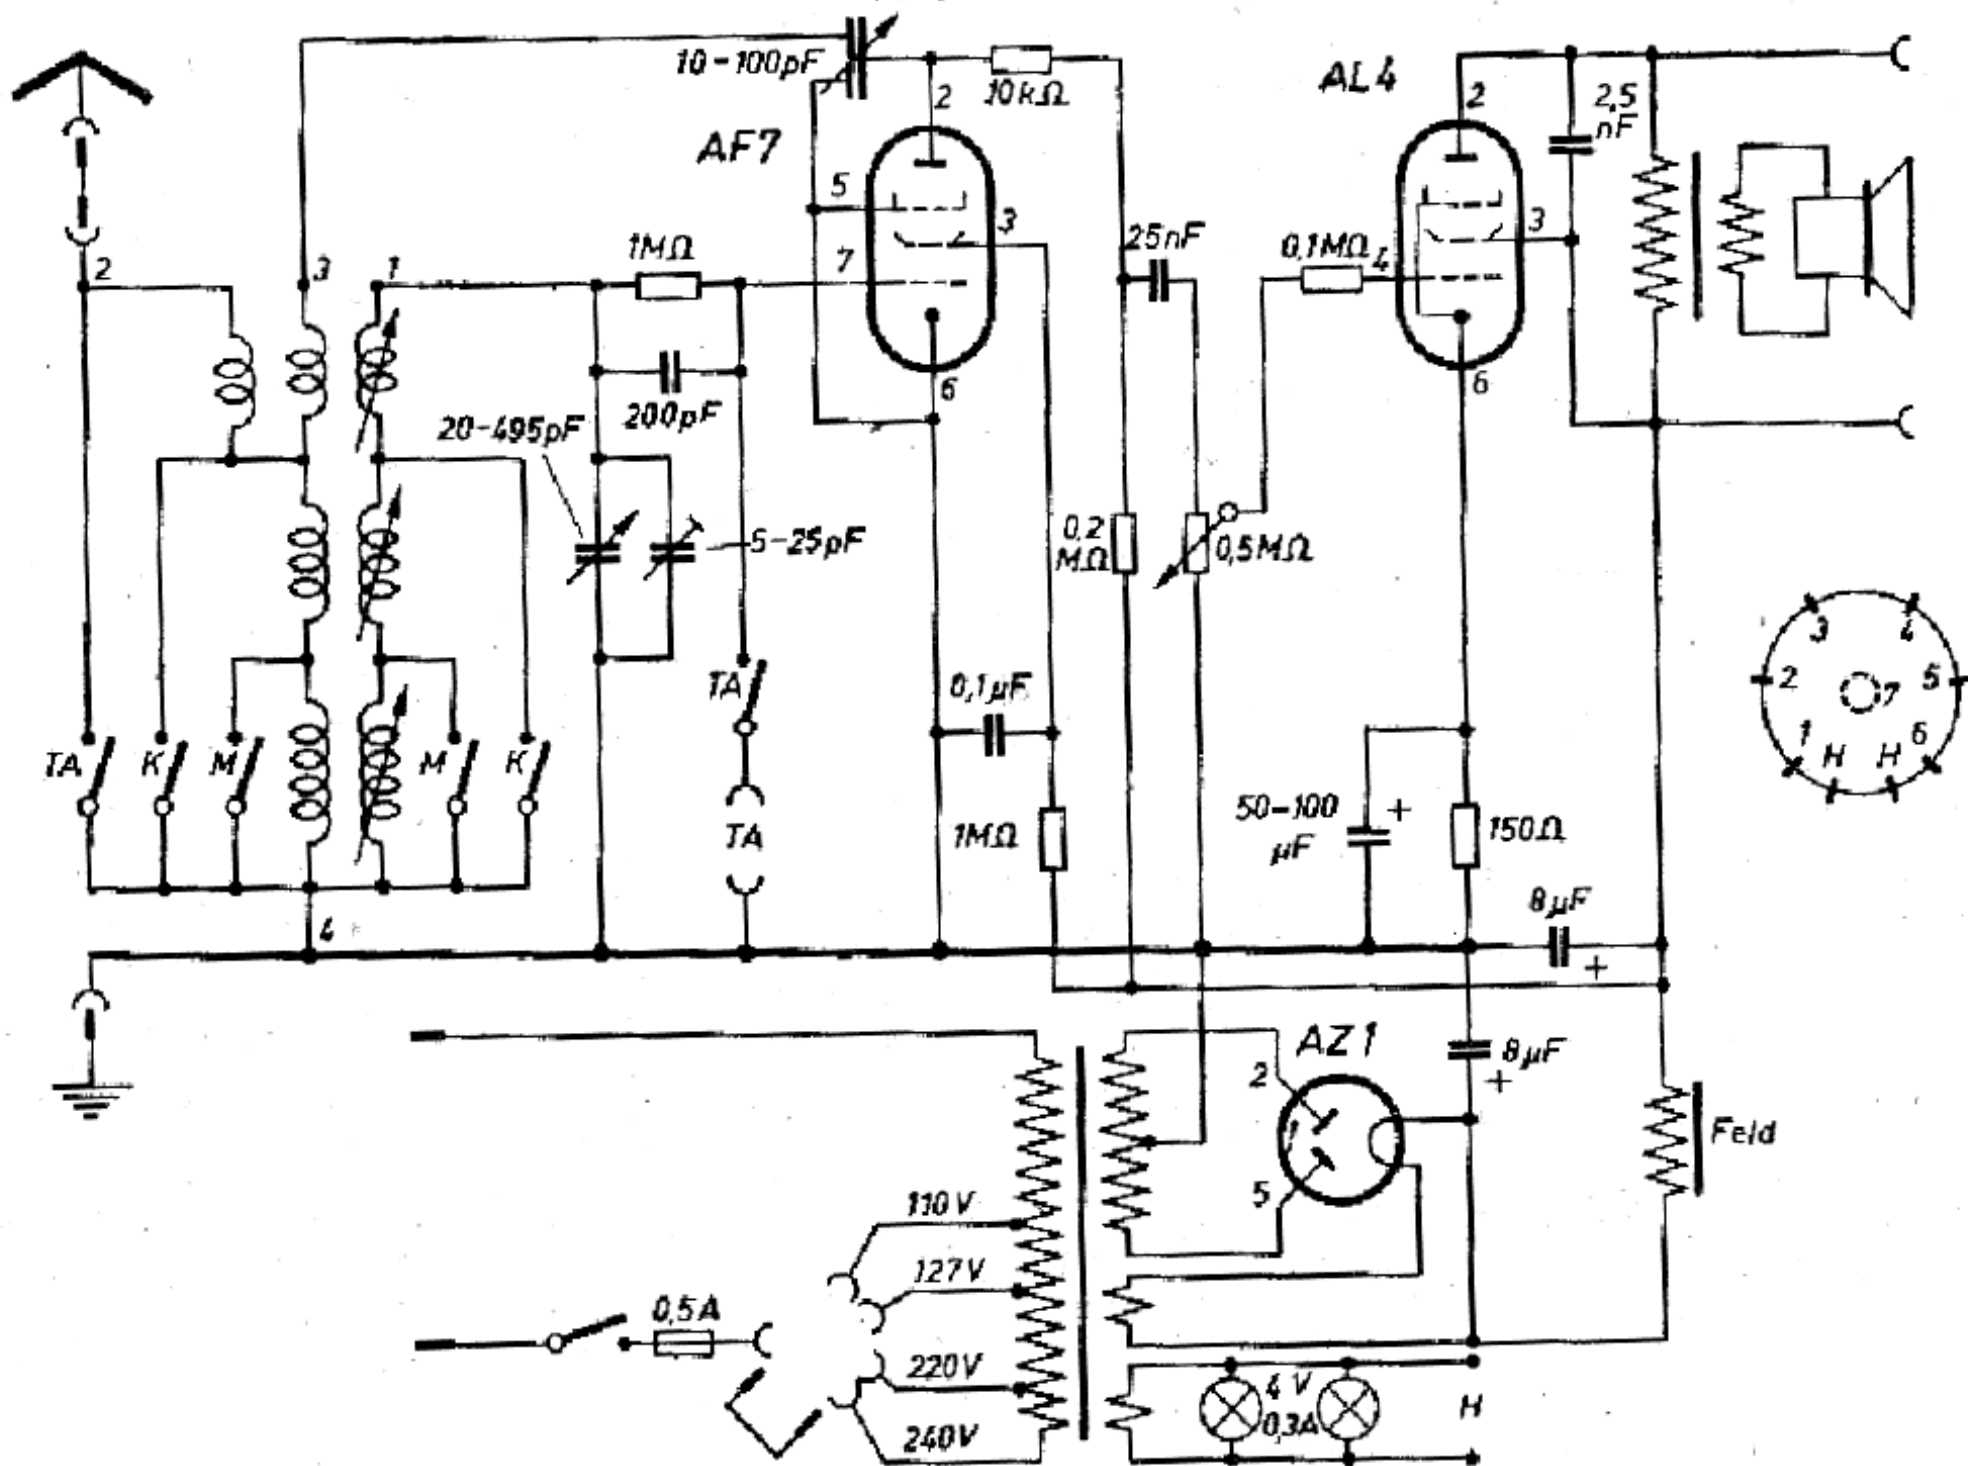 10-100pF
10kΩ
2
AF7
AL4
2
2,5
nF
5
3
7
1MΩ
25nF
0,1MΩ
4
3
2
3
1
6
6
200pF
20-495pF
5-25pF
0,2
MΩ
0,5MΩ
3
4
2
5
7
1
6
H
H
TA
0,1μF
TA
K
M
M
K
TA
1MΩ
50-100
μF
+
150Ω
8μF
+
4
AZ1
2
1
5
8μF
+
Feld
110V
127V
0,5A
220V
240V
4V
0,3A
H